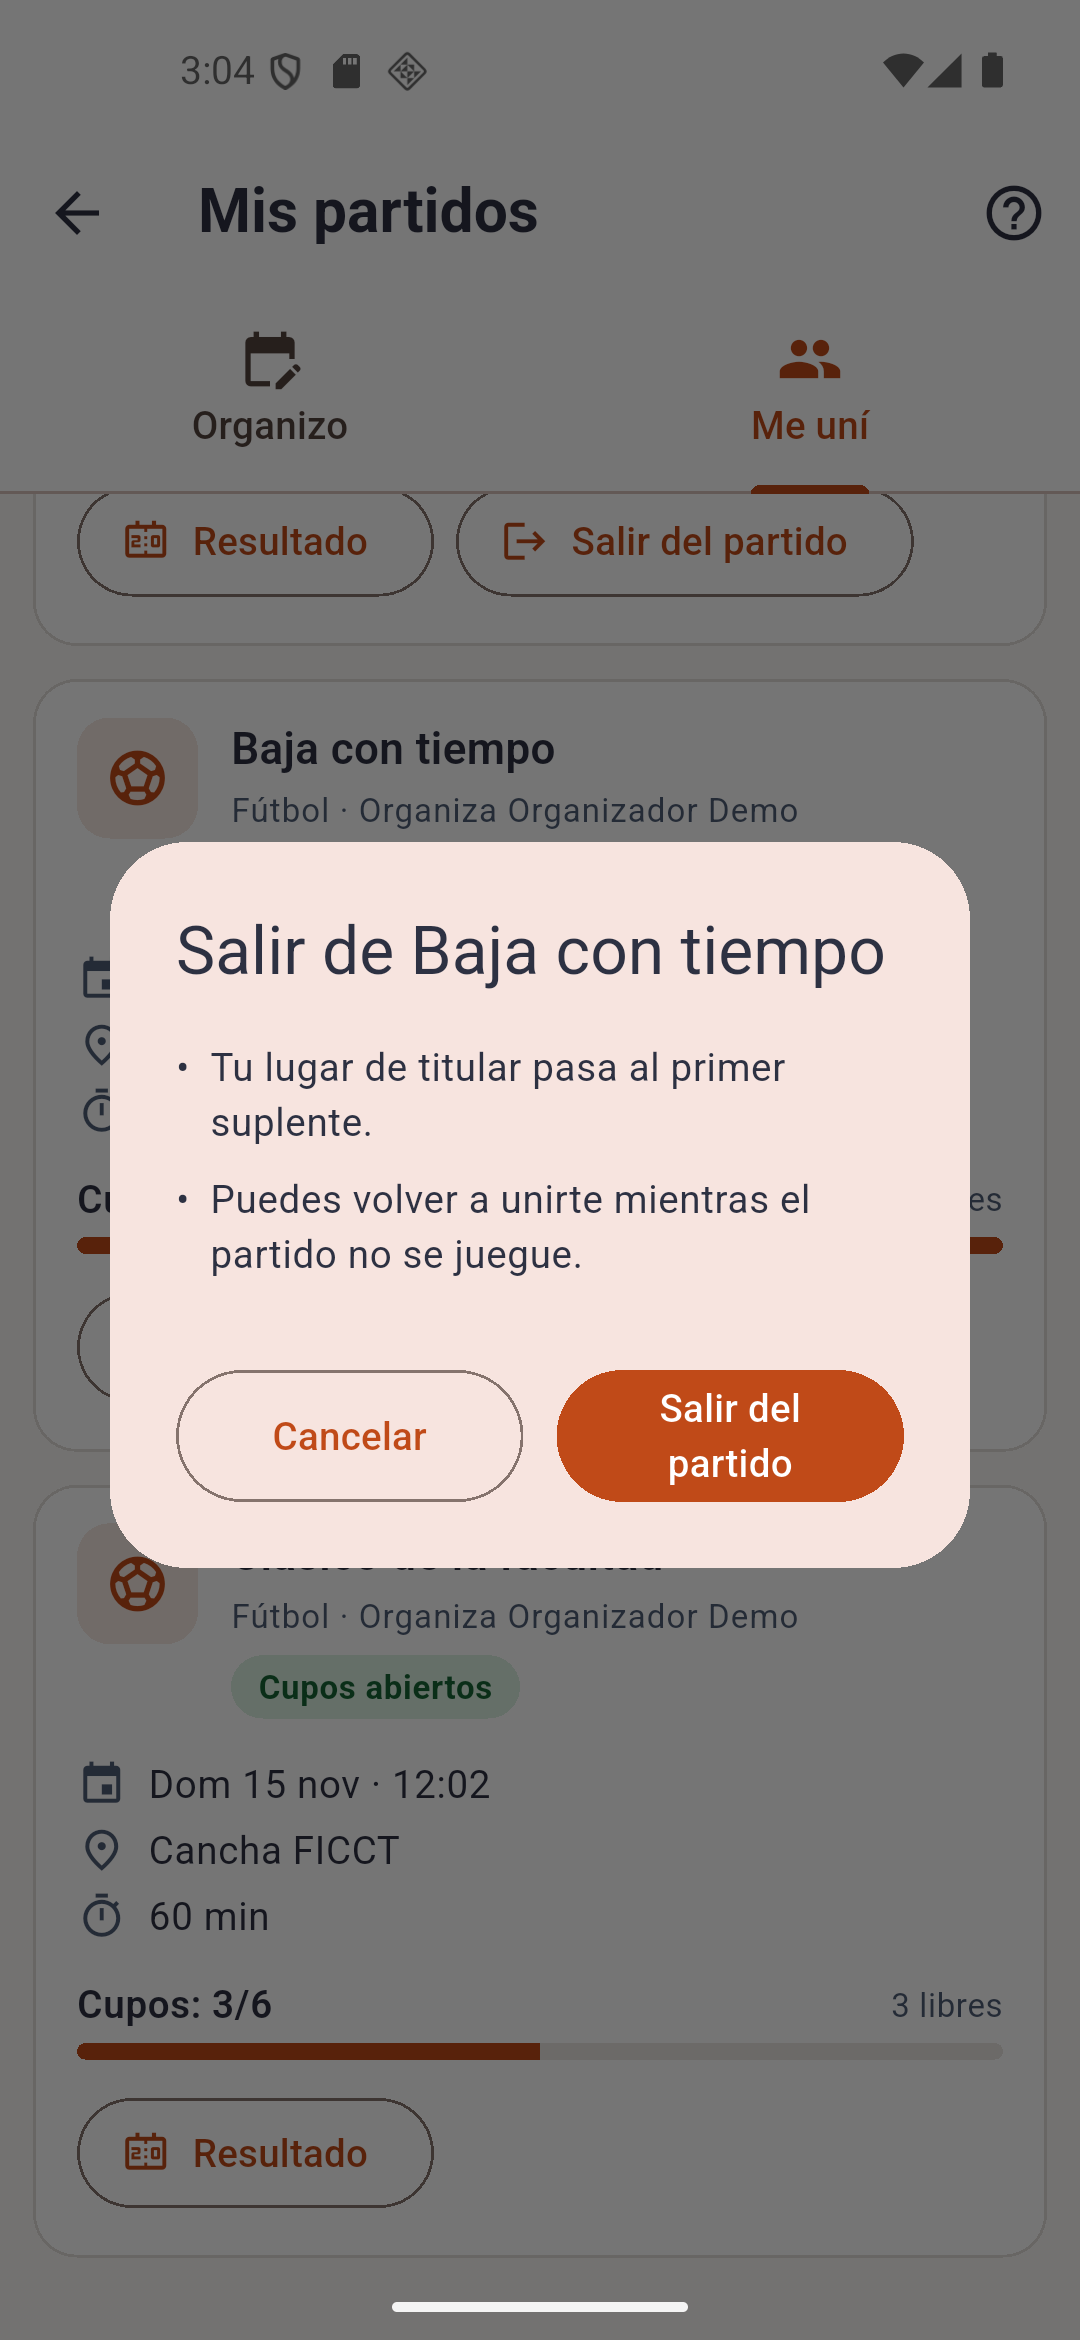 3:04
Mis partidos
Organizo
Me uní
Resultado
Salir del partido
Baja con tiempo
Fútbol · Organiza Organizador Demo
Salir de Baja con tiempo
• Tu lugar de titular pasa al primer
suplente.
• Puedes volver a unirte mientras el
partido no se juegue.
Cancelar
Salir del
partido
Fútbol · Organiza Organizador Demo
Cupos abiertos
Dom 15 nov · 12:02
Cancha FICCT
60 min
Cupos: 3/6
3 libres
Resultado